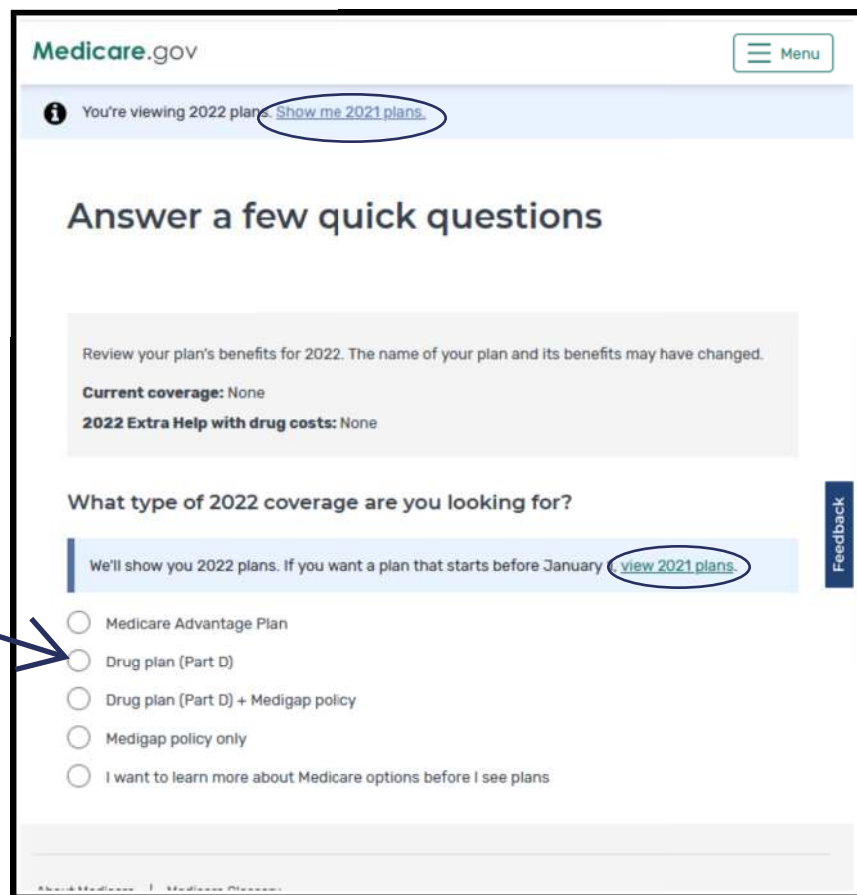 Medicare.gov
Menu
You're viewing 2022 plans. Show me 2021 plans.
Answer a few quick questions
Review your plan's benefits for 2022. The name of your plan and its benefits may have changed.
Current coverage: None
2022 Extra Help with drug costs: None
What type of 2022 coverage are you looking for?
We'll show you 2022 plans. If you want a plan that starts before January , view 2021 plans.
Medicare Advantage Plan
Drug plan (Part D)
Drug plan (Part D) + Medigap policy
Medigap policy only
I want to learn more about Medicare options before I see plans
Feedback